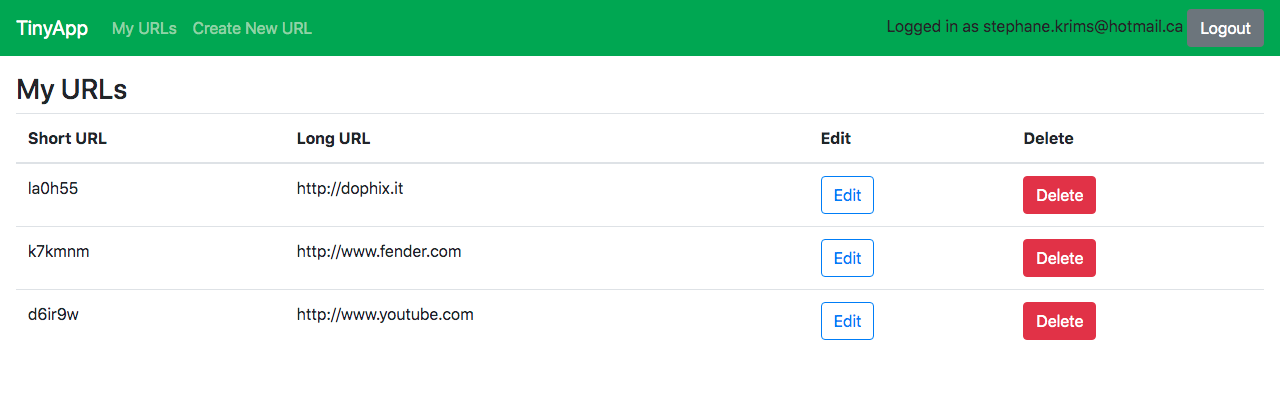 TinyApp My URLs Create New URL Logged in as stephane.krims@hotmail.ca Logout
My URLs
Short URL Long URL Edit Delete
la0h55 http://dophix.it Edit Delete
k7kmnm http://www.fender.com Edit Delete
d6ir9w http://www.youtube.com Edit Delete